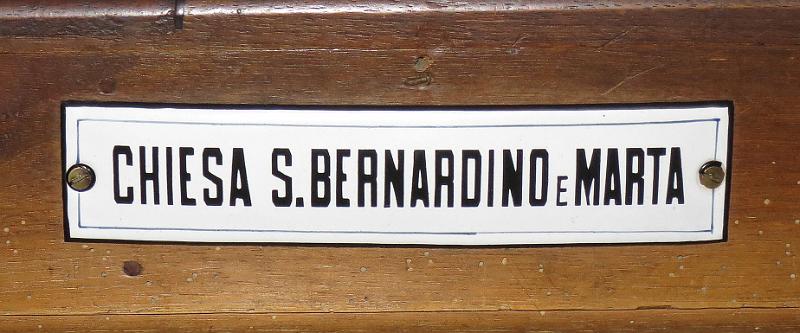 CHIESA S. BERNARDINO E MARTA